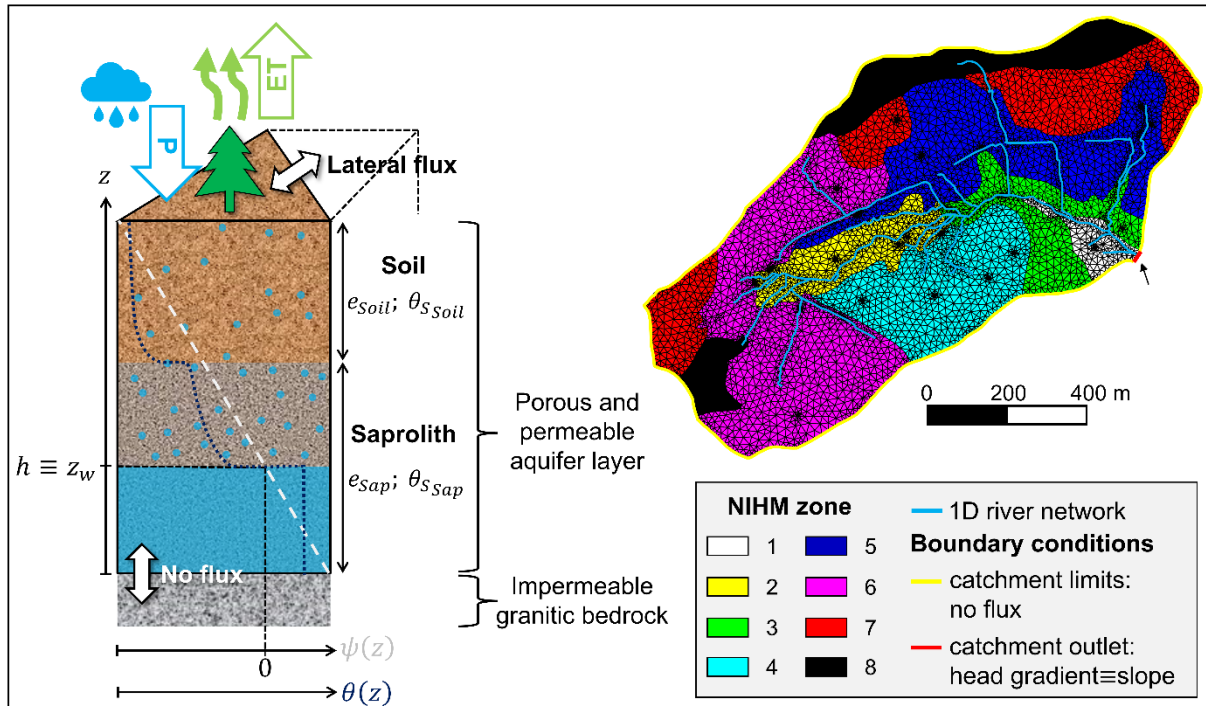 P
ET
Lateral flux
z
Soil
e_Soil; θ_S_Soil
Saprolith
e_Sap; θ_S_Sap
h ≡ z_w
No flux
Porous and
permeable
aquifer layer
Impermeable
granitic bedrock
ψ(z)
0
θ(z)
0 200 400 m
NIHM zone
1
2
3
4
5
6
7
8
1D river network
Boundary conditions
catchment limits:
no flux
catchment outlet:
head gradient≡slope